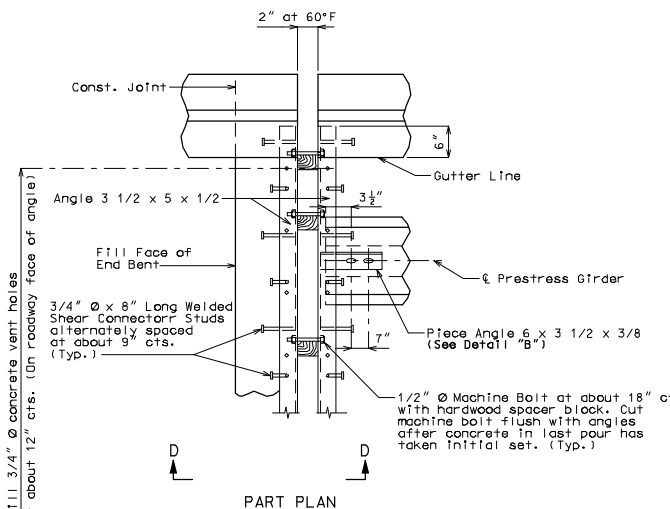 2" at 60°F
Const. Joint
6"
Gutter Line
Angle 3 1/2 x 5 x 1/2
3 1/2"
Fill Face of
End Bent
℄ Prestress Girder
3/4" Ø x 8" Long Welded
Shear Connectorr Studs
alternately spaced
at about 9" cts.
(Typ.)
7"
Piece Angle 6 x 3 1/2 x 3/8
(See Detail "B")
1/2" Ø Machine Bolt at about 18"
with hardwood spacer block. Cut
machine bolt flush with angles
after concrete in last pour has
taken initial set. (Typ.)
3/4" Ø concrete vent holes
about 12" cts. (On roadway face of angle)
D
D
PART PLAN